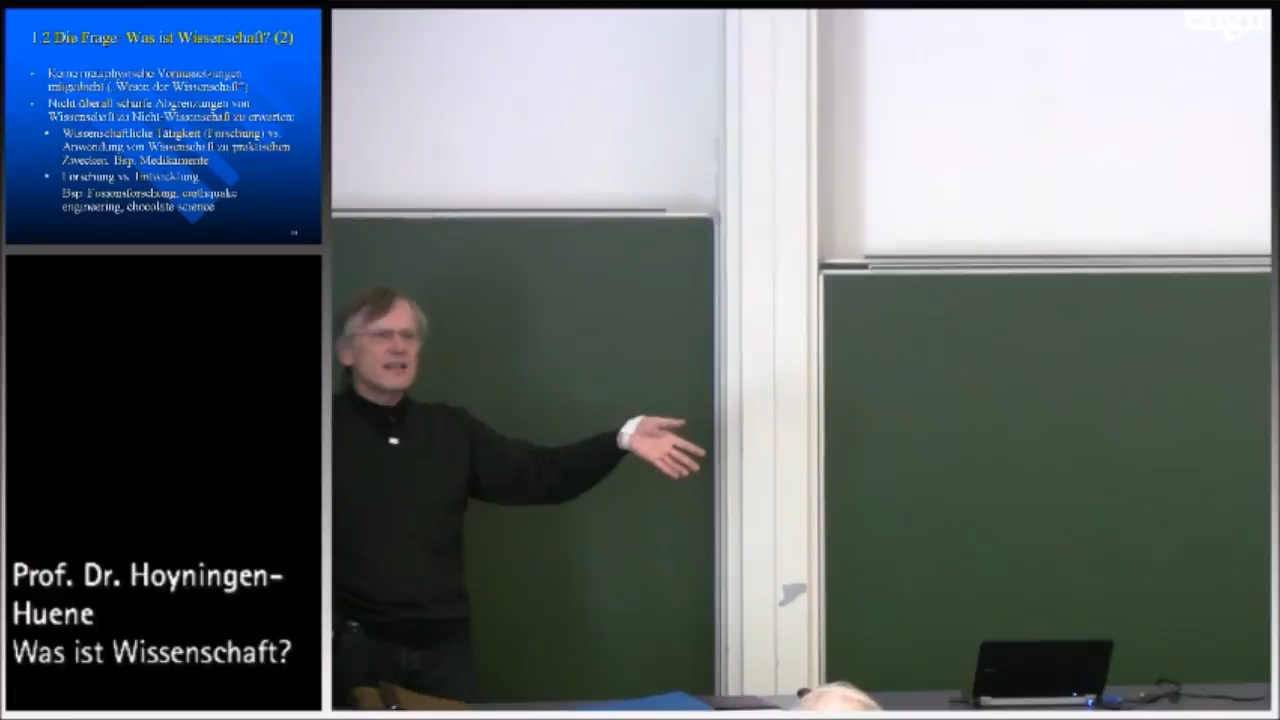 1.2 Die Frage: Was ist Wissenschaft? (2)
Keine metaphysische Voraussetzungen
mitgedacht („Wesen der Wissenschaft“)
Nicht überall scharfe Abgrenzungen von
Wissenschaft zu Nicht-Wissenschaft zu erwarten:
Wissenschaftliche Tätigkeit (Forschung) vs.
Anwendung von Wissenschaft zu praktischen
Zwecken. Bsp. Medikamente
Forschung vs. Entwicklung
Bsp. Fusionsforschung, earthquake
engineering, chocolate science
Prof. Dr. Hoyningen-
Huene
Was ist Wissenschaft?